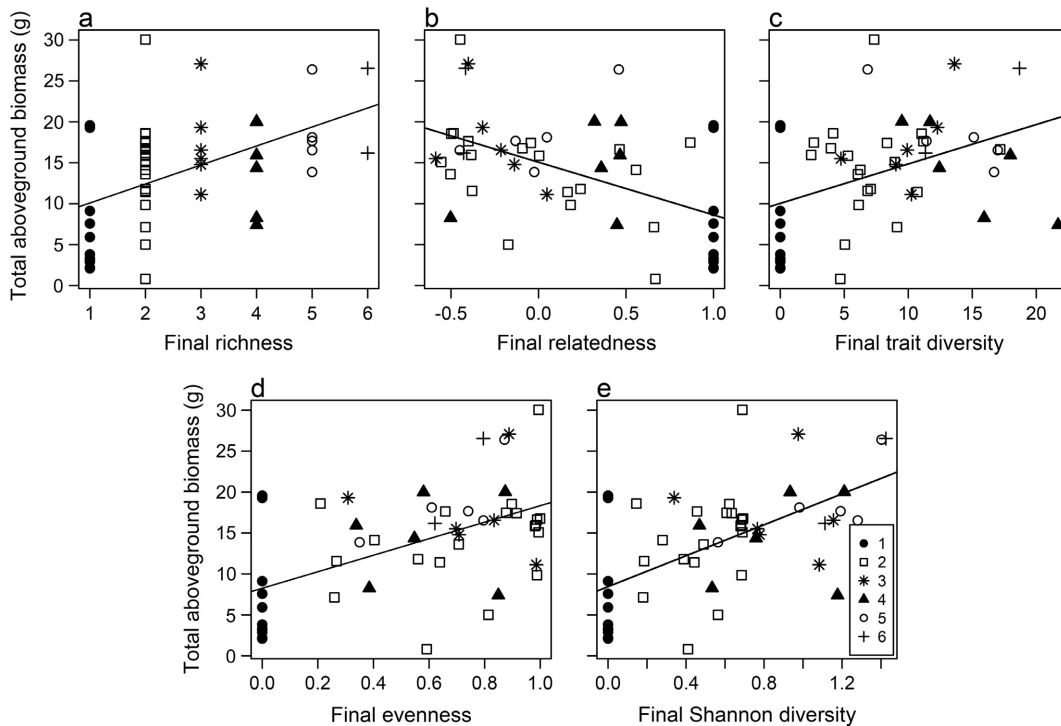 a
b
c
Total aboveground biomass (g)
30
25
20
15
10
5
0
1 2 3 4 5 6
Final richness
-0.5 0.0 0.5 1.0
Final relatedness
0 5 10 15 20
Final trait diversity
d
e
Total aboveground biomass (g)
30
25
20
15
10
5
0
0.0 0.2 0.4 0.6 0.8 1.0
Final evenness
0.0 0.4 0.8 1.2
Final Shannon diversity
1
2
3
4
5
6